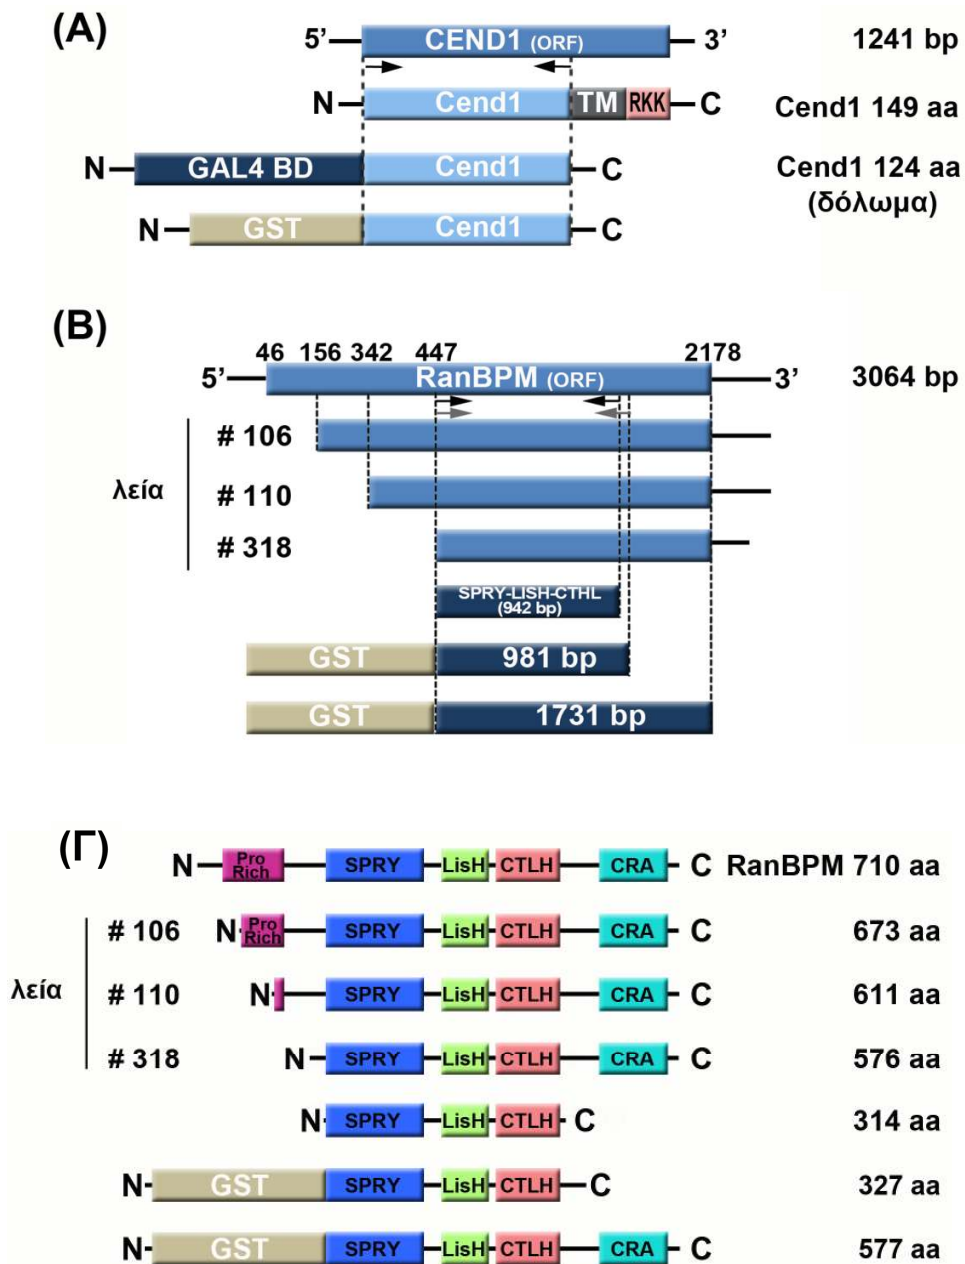 (A)
5' CEND1 (ORF) 3' 1241 bp
N Cend1 TM RKK C Cend1 149 aa
N GAL4 BD Cend1 C Cend1 124 aa
(δόλωμα)
N GST Cend1 C
(B)
46 156 342 447 2178
5' RanBPM (ORF) 3' 3064 bp
# 106
λεία # 110
# 318
SPRY-LISH-CTHL
(942 bp)
GST 981 bp
GST 1731 bp
(Γ)
N Pro Rich SPRY LisH CTLH CRA C RanBPM 710 aa
# 106 N Pro Rich SPRY LisH CTLH CRA C 673 aa
λεία # 110 N SPRY LisH CTLH CRA C 611 aa
# 318 N SPRY LisH CTLH CRA C 576 aa
N SPRY LisH CTLH C 314 aa
N GST SPRY LisH CTLH C 327 aa
N GST SPRY LisH CTLH CRA C 577 aa